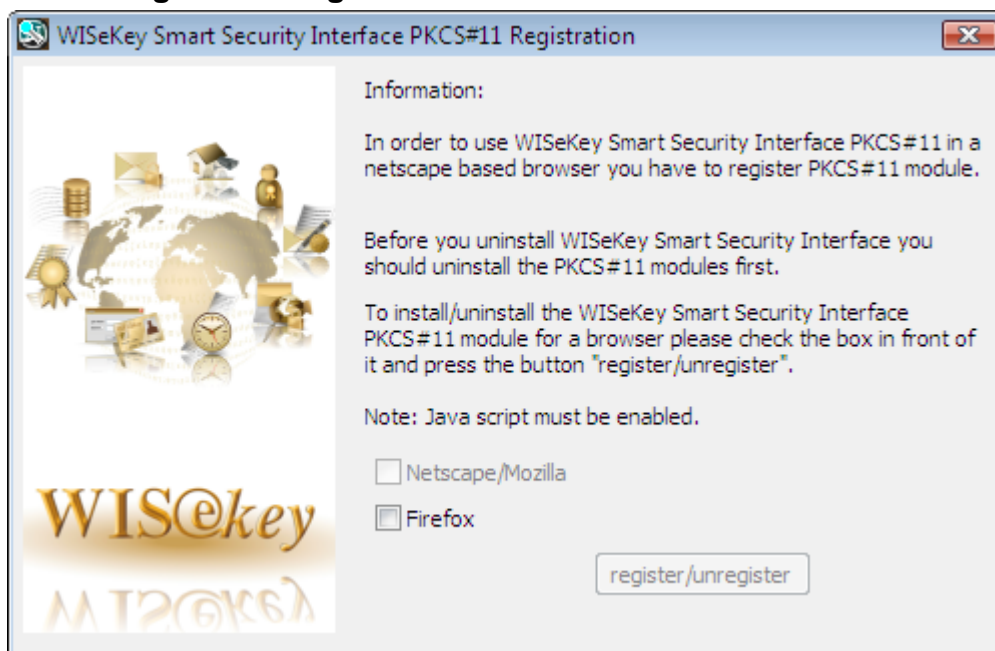 WISeKey Smart Security Interface PKCS#11 Registration
Information:
In order to use WISeKey Smart Security Interface PKCS#11 in a
netscape based browser you have to register PKCS#11 module.
Before you uninstall WISeKey Smart Security Interface you
should uninstall the PKCS#11 modules first.
To install/uninstall the WISeKey Smart Security Interface
PKCS#11 module for a browser please check the box in front of
it and press the button "register/unregister".
Note: Java script must be enabled.
Netscape/Mozilla
Firefox
register/unregister
WIS@key